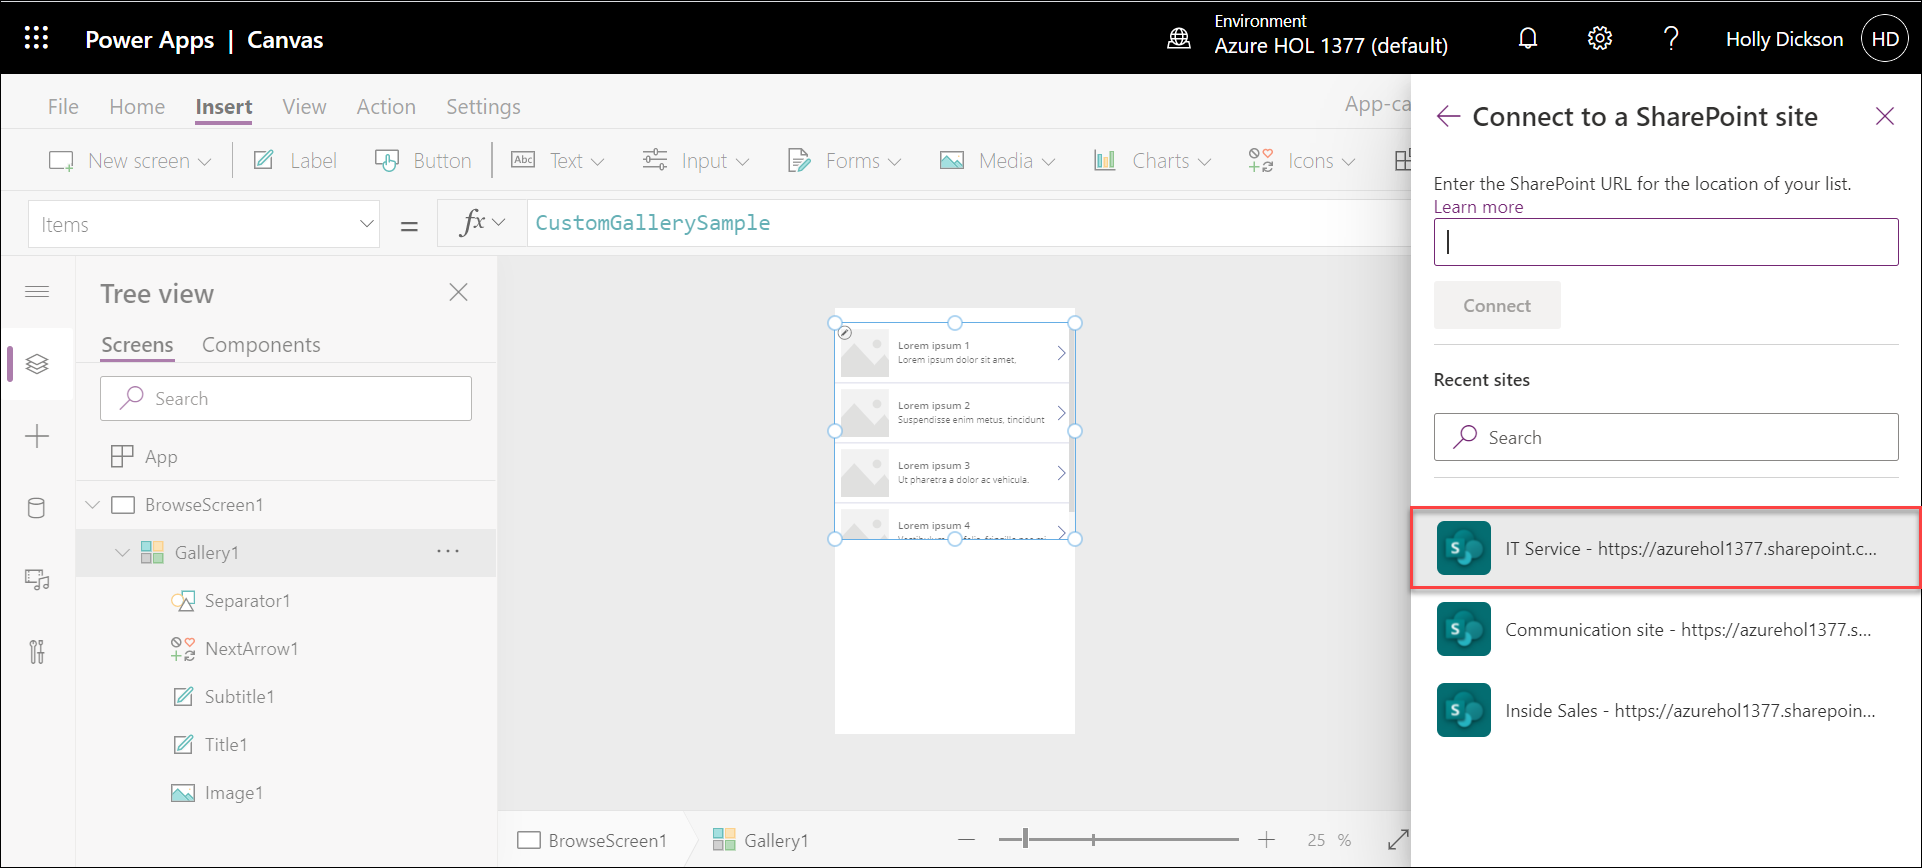 Power Apps | Canvas
Environment
Azure HOL 1377 (default)
Holly Dickson
HD
File Home Insert View Action Settings
App-ca
New screen Label Button Abc Text Input Forms Media Charts Icons
Items = fx CustomGallerySample
Tree view
Screens Components
Search
App
BrowseScreen1
Gallery1 ...
Separator1
NextArrow1
Subtitle1
Title1
Image1
Lorem ipsum 1
Lorem ipsum dolor sit amet,
Lorem ipsum 2
Suspendisse enim metus, tincidunt
Lorem ipsum 3
Ut pharetra a dolor ac vehicula.
Lorem ipsum 4
BrowseScreen1 Gallery1
25 %
Connect to a SharePoint site
Enter the SharePoint URL for the location of your list.
Learn more
Connect
Recent sites
Search
IT Service - https://azurehol1377.sharepoint.c...
Communication site - https://azurehol1377.s...
Inside Sales - https://azurehol1377.sharepoin...